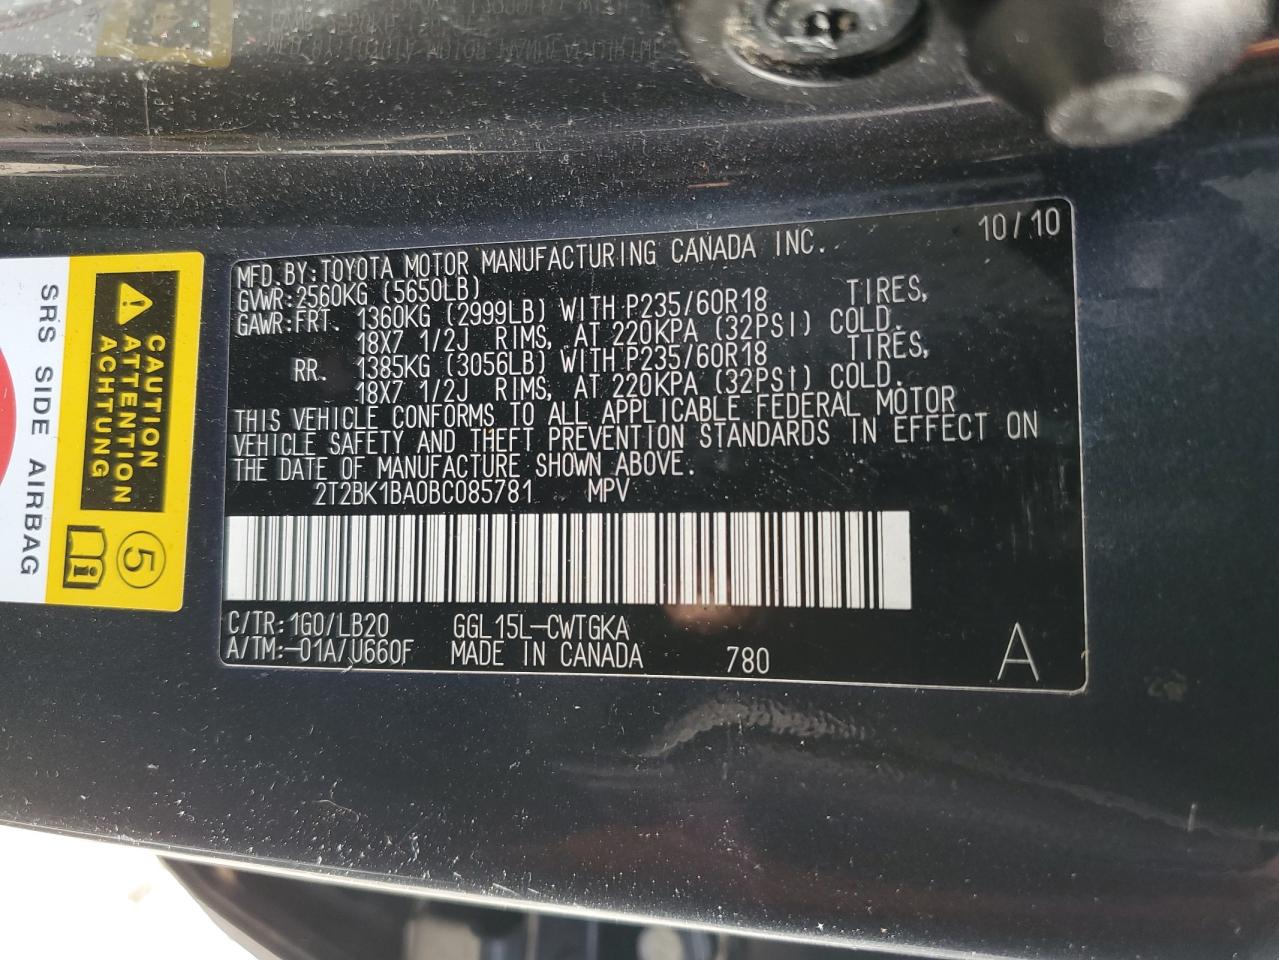 MFD. BY: TOYOTA MOTOR MANUFACTURING CANADA INC. 10/10
GVWR: 2560KG (5650LB)
GAWR: FRT. 1360KG (2999LB) WITH P235/60R18 TIRES,
18X7 1/2J RIMS, AT 220KPA (32PSI) COLD.
RR. 1385KG (3056LB) WITH P235/60R18 TIRES,
18X7 1/2J RIMS, AT 220KPA (32PSI) COLD.
THIS VEHICLE CONFORMS TO ALL APPLICABLE FEDERAL MOTOR
VEHICLE SAFETY AND THEFT PREVENTION STANDARDS IN EFFECT ON
THE DATE OF MANUFACTURE SHOWN ABOVE.
2T2BK1BA0BC085781 MPV
C/TR: 1G0/LB20 GGL15L-CWTGKA
A/TM: -01A/U660F MADE IN CANADA 780 A
CAUTION
ATTENTION
ACHTUNG
5
SRS SIDE AIRBAG